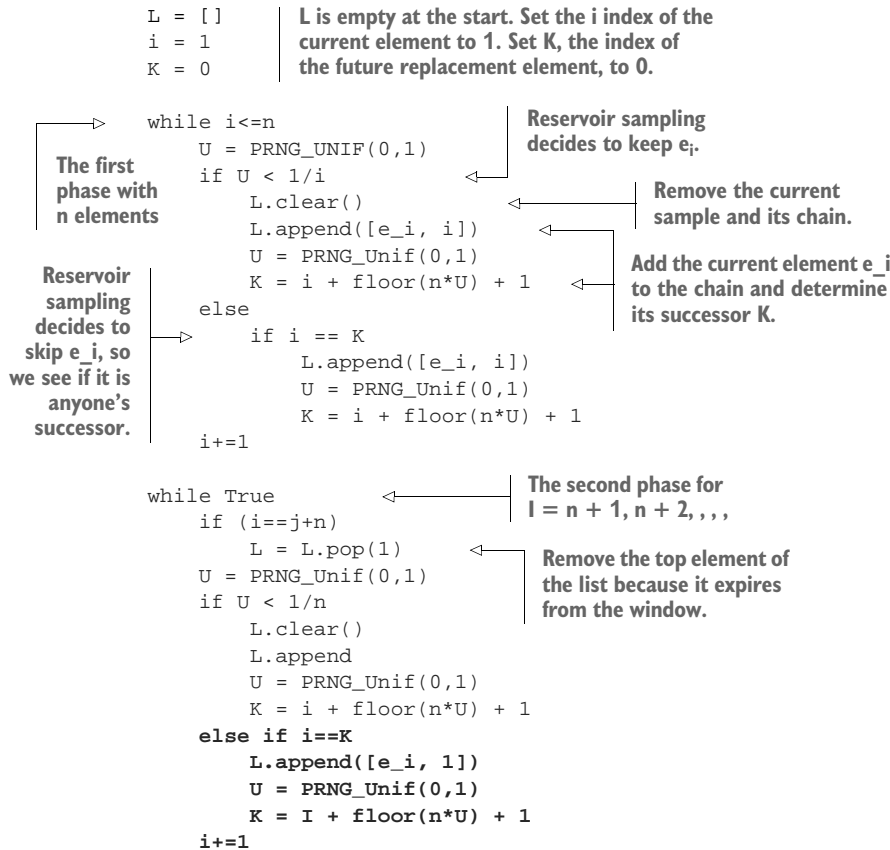 L = []
i = 1
K = 0
L is empty at the start. Set the i index of the
current element to 1. Set K, the index of
the future replacement element, to 0.
while i<=n
U = PRNG_UNIF(0,1)
if U < 1/i
L.clear()
L.append([e_i, i])
U = PRNG_Unif(0,1)
K = i + floor(n*U) + 1
else
if i == K
L.append([e_i, i])
U = PRNG_Unif(0,1)
K = i + floor(n*U) + 1
i+=1
The first
phase with
n elements
Reservoir sampling
decides to keep eᵢ.
Remove the current
sample and its chain.
Add the current element e_i
to the chain and determine
its successor K.
Reservoir
sampling
decides to
skip e_i, so
we see if it is
anyone's
successor.
while True
if (i==j+n)
L = L.pop(1)
U = PRNG_Unif(0,1)
if U < 1/n
L.clear()
L.append
U = PRNG_Unif(0,1)
K = i + floor(n*U) + 1
else if i==K
L.append([e_i, 1])
U = PRNG_Unif(0,1)
K = I + floor(n*U) + 1
i+=1
The second phase for
I = n + 1, n + 2, , , ,
Remove the top element of
the list because it expires
from the window.